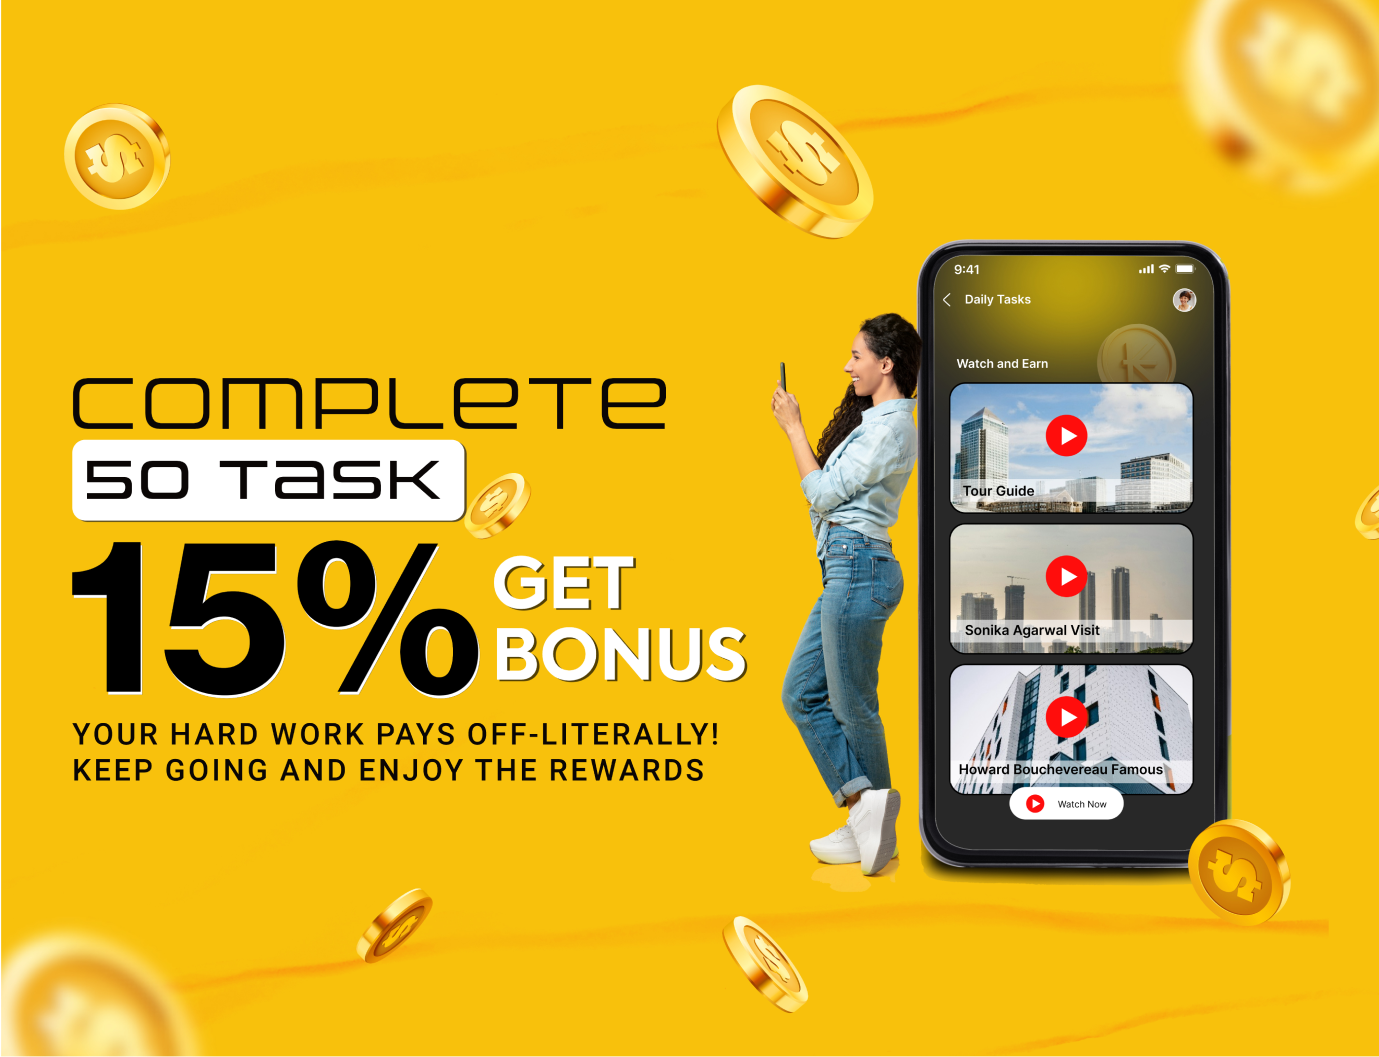 COMPLETE
50 TASK
15% GET
BONUS
YOUR HARD WORK PAYS OFF-LITERALLY!
KEEP GOING AND ENJOY THE REWARDS
9:41
Daily Tasks
Watch and Earn
Tour Guide
Sonika Agarwal Visit
Howard Bouchevereau Famous
Watch Now